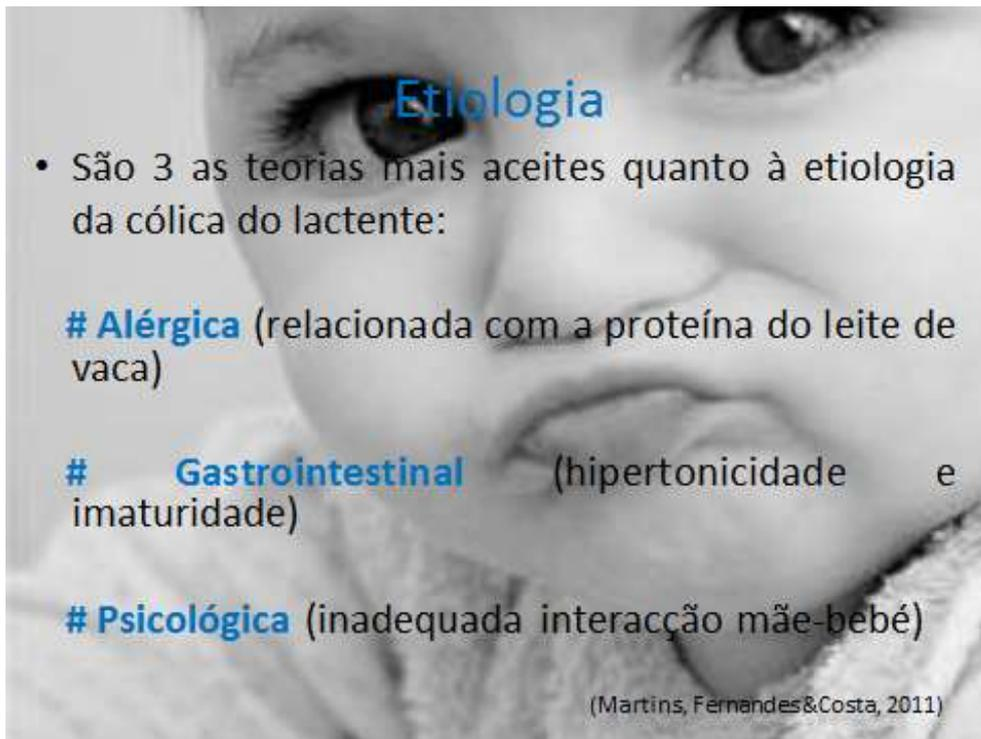 Etiologia
• São 3 as teorias mais aceites quanto à etiologia
da cólica do lactente:
# Alérgica (relacionada com a proteína do leite de
vaca)
# Gastrointestinal (hipertonicidade e
imaturidade)
# Psicológica (inadequada interacção mãe-bebé)
(Martins, Fernandes&Costa, 2011)